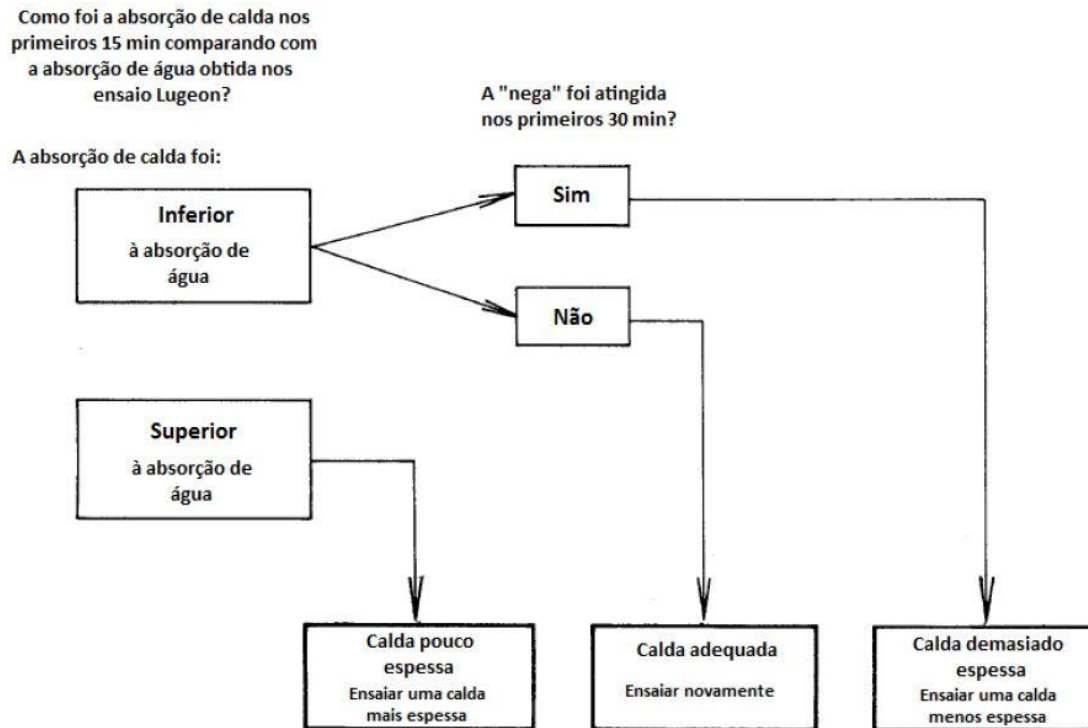 Como foi a absorção de calda nos
primeiros 15 min comparando com
a absorção de água obtida nos
ensaio Lugeon?
A "nega" foi atingida
nos primeiros 30 min?
A absorção de calda foi:
Inferior
à absorção de
água
Sim
Não
Superior
à absorção de
água
Calda pouco
espessa
Ensaiar uma calda
mais espessa
Calda adequada
Ensaiar novamente
Calda demasiado
espessa
Ensaiar uma calda
menos espessa